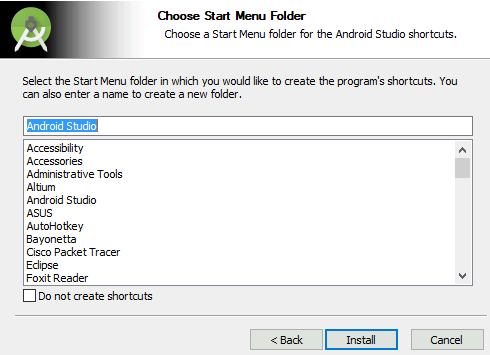 Choose Start Menu Folder
Choose a Start Menu folder for the Android Studio shortcuts.
Select the Start Menu folder in which you would like to create the program's shortcuts. You
can also enter a name to create a new folder.
Android Studio
Accessibility
Accessories
Administrative Tools
Altium
Android Studio
ASUS
AutoHotkey
Bayonetta
Cisco Packet Tracer
Eclipse
Foxit Reader
Do not create shortcuts
< Back
Install
Cancel